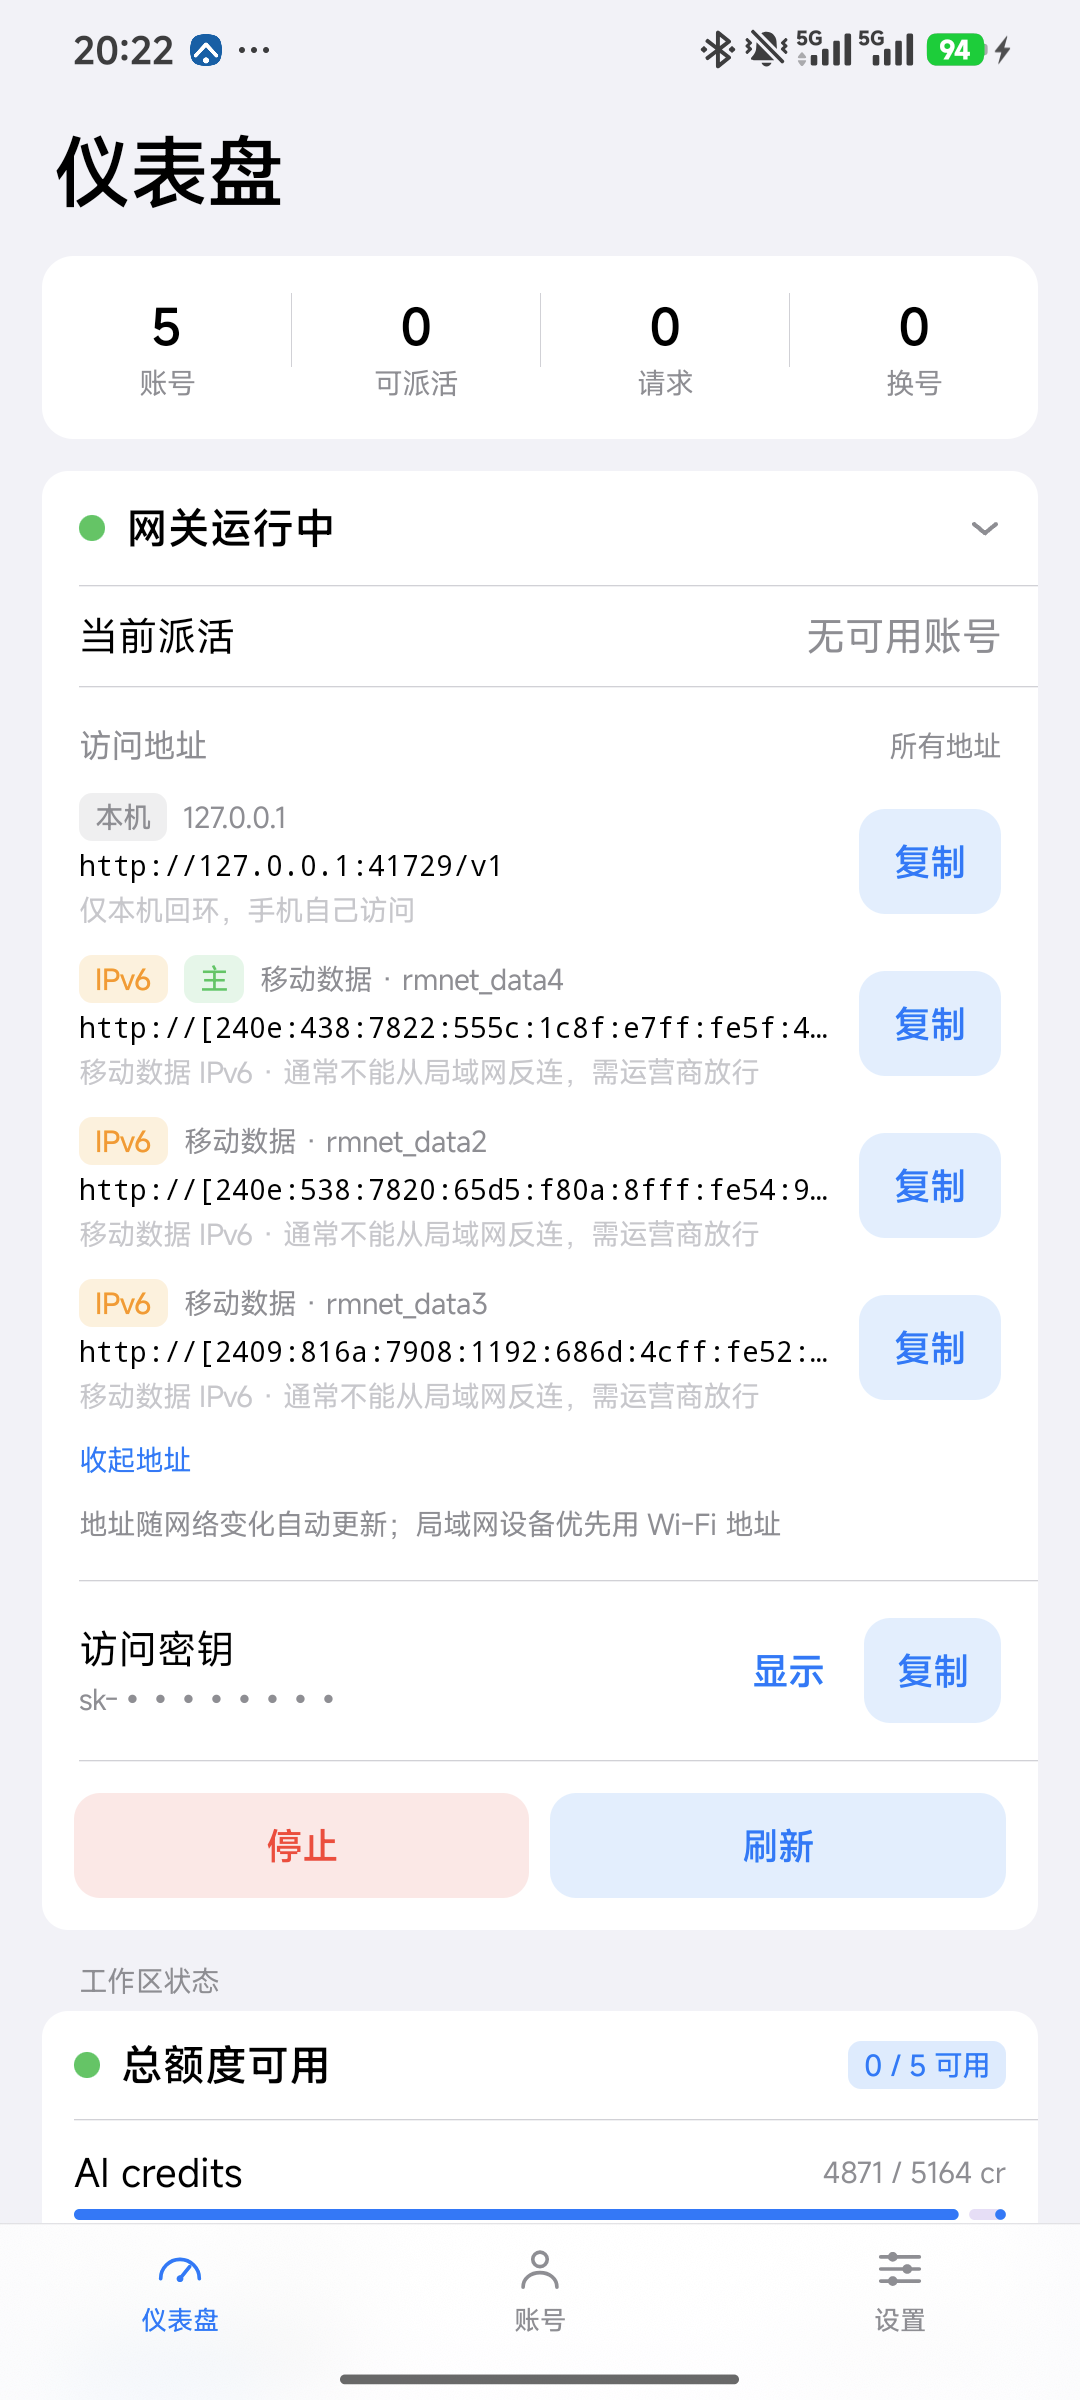 20:22
5G
5G
94
仪表盘
5
0
0
0
账号
可派活
请求
换号
网关运行中
当前派活
无可用账号
访问地址
所有地址
本机 127.0.0.1
http://127.0.0.1:41729/v1
仅本机回环，手机自己访问
复制
IPv6 主 移动数据 · rmnet_data4
http://[240e:438:7822:555c:1c8f:e7ff:fe5f:4...
移动数据 IPv6 · 通常不能从局域网反连，需运营商放行
复制
IPv6 移动数据 · rmnet_data2
http://[240e:538:7820:65d5:f80a:8fff:fe54:9...
移动数据 IPv6 · 通常不能从局域网反连，需运营商放行
复制
IPv6 移动数据 · rmnet_data3
http://[2409:816a:7908:1192:686d:4cff:fe52:...
移动数据 IPv6 · 通常不能从局域网反连，需运营商放行
复制
收起地址
地址随网络变化自动更新；局域网设备优先用 Wi-Fi 地址
访问密钥
sk-••••••••
显示
复制
停止
刷新
工作区状态
总额度可用
0 / 5 可用
AI credits
4871 / 5164 cr
仪表盘
账号
设置